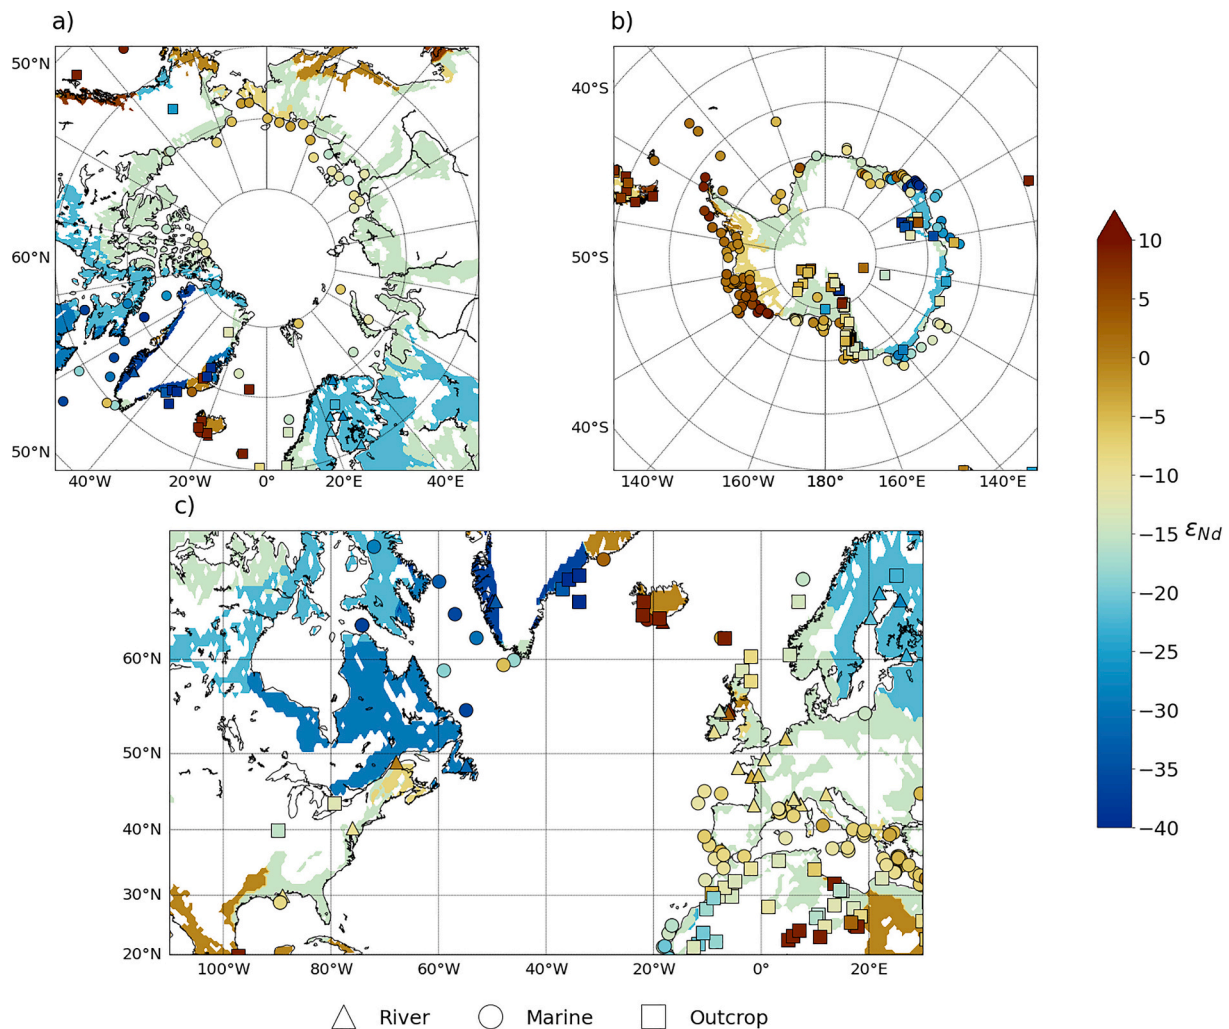 a)
b)
50°N
60°N
50°N
40°W
20°W
0°
20°E
40°E
40°S
50°S
40°S
140°W
160°W
180°
160°E
140°E
c)
60°N
50°N
40°N
30°N
20°N
100°W
80°W
60°W
40°W
20°W
0°
20°E
10
5
0
−5
−10
−15
−20
−25
−30
−35
−40
εNd
River
Marine
Outcrop